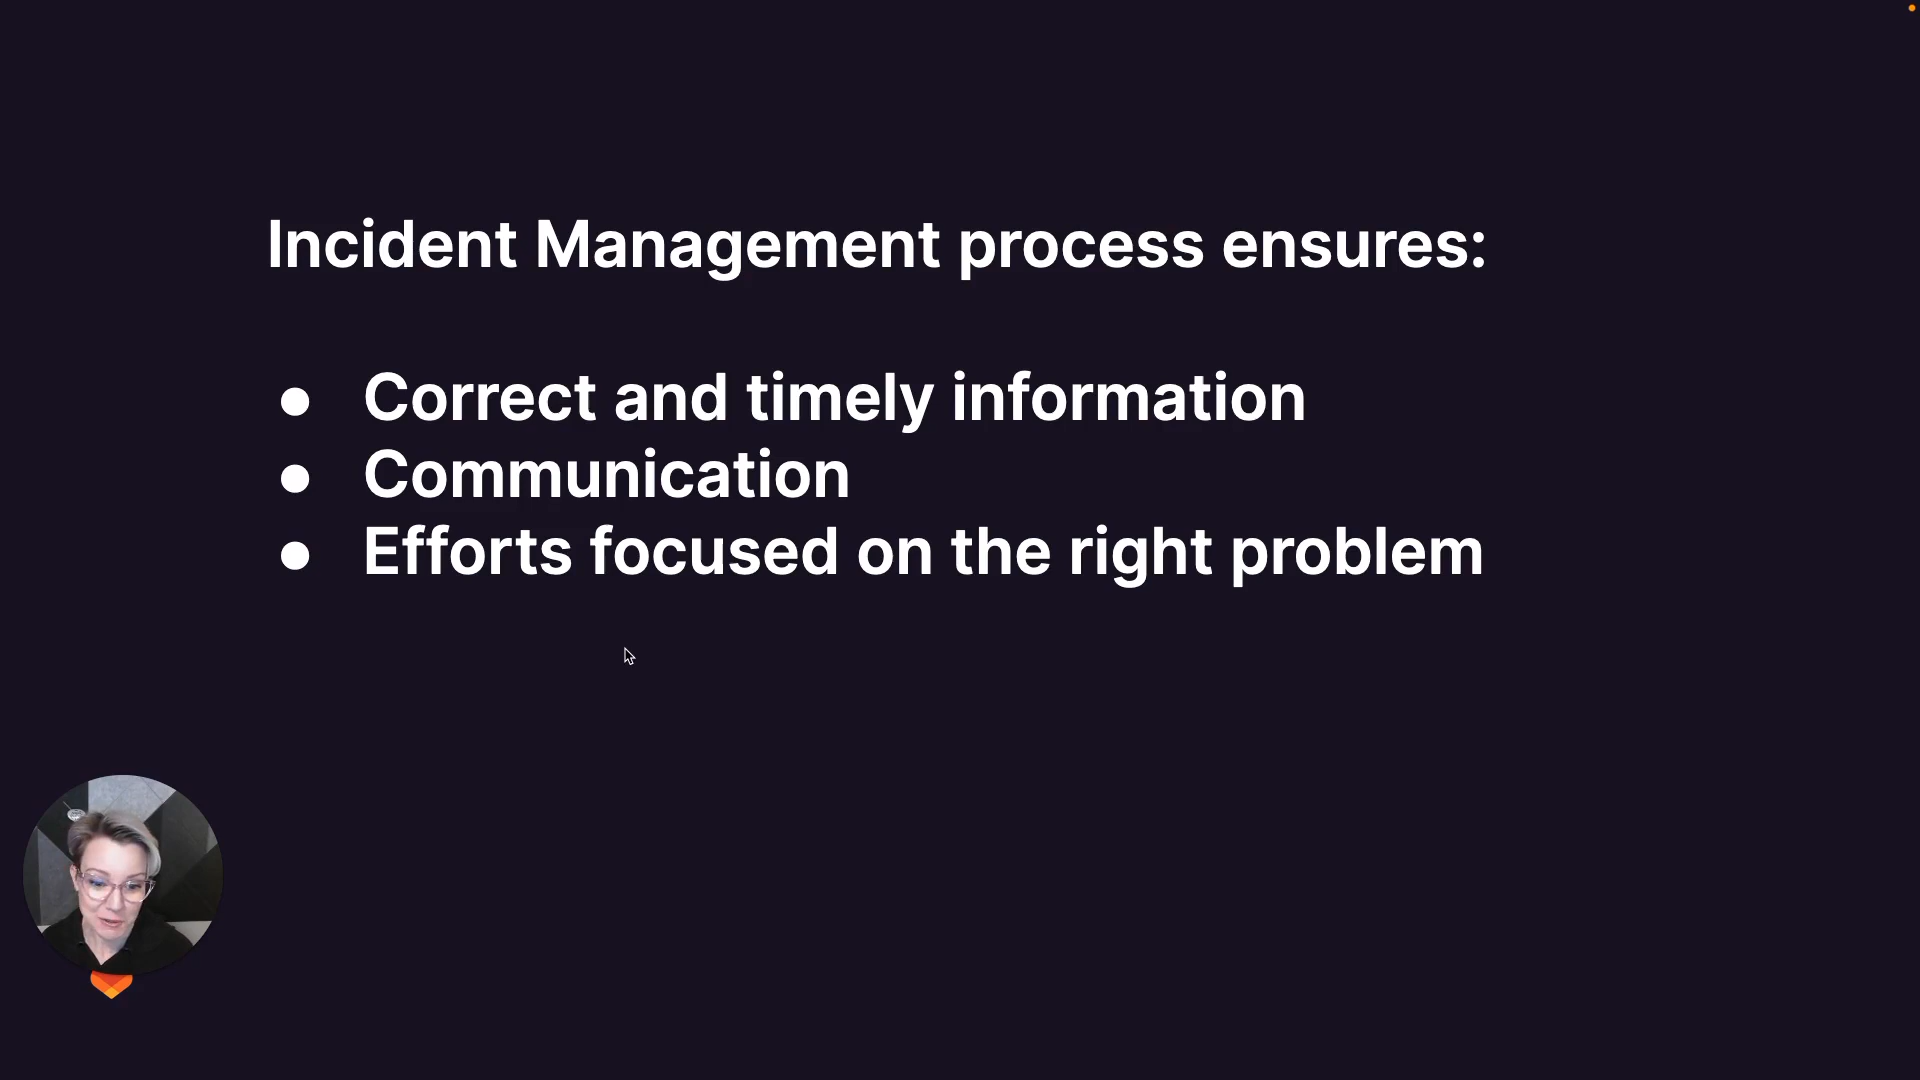 Incident Management process ensures:
● Correct and timely information
● Communication
● Efforts focused on the right problem